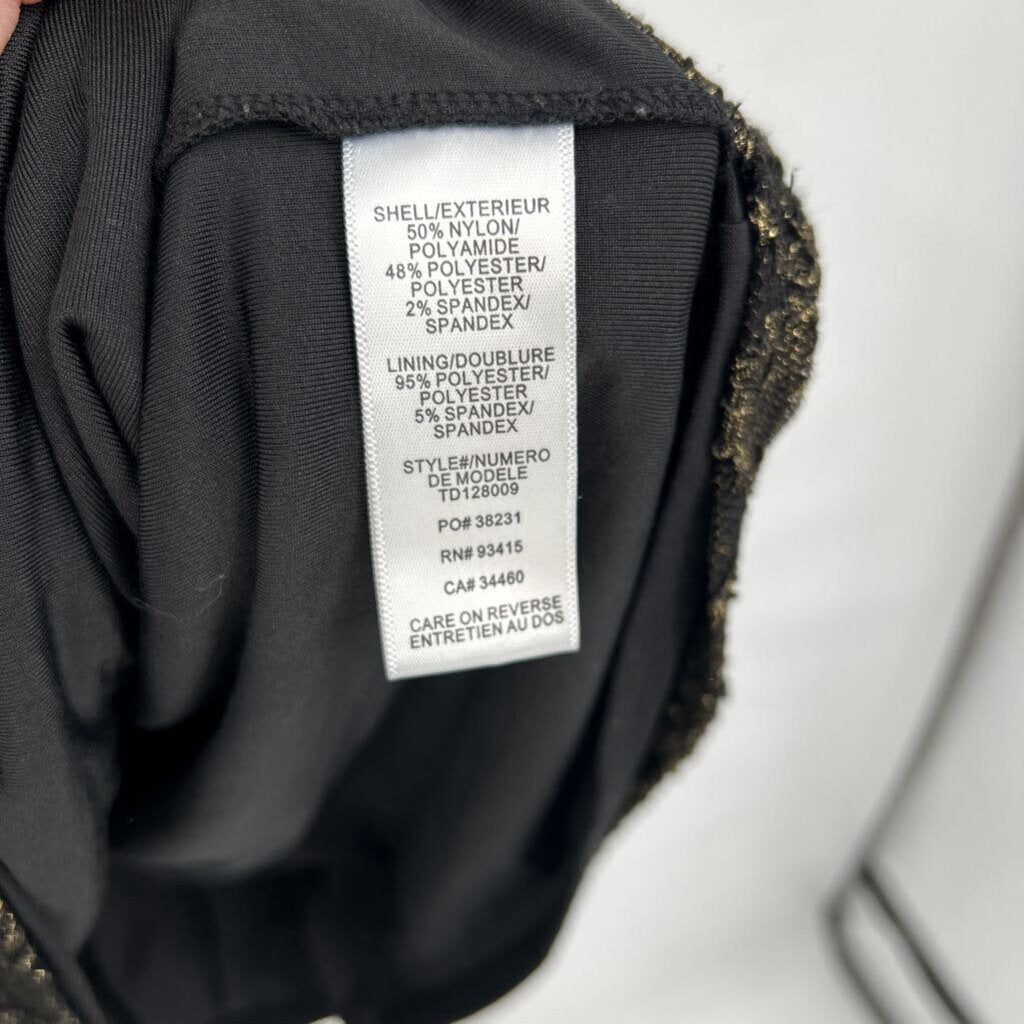 SHELL/EXTERIEUR
50% NYLON/
POLYAMIDE
48% POLYESTER/
POLYESTER
2% SPANDEX/
SPANDEX
LINING/DOUBLURE
95% POLYESTER/
POLYESTER
5% SPANDEX/
SPANDEX
STYLE#/NUMERO
DE MODELE
TD128009
PO# 38231
RN# 93415
CA# 34460
CARE ON REVERSE
ENTRETIEN AU DOS